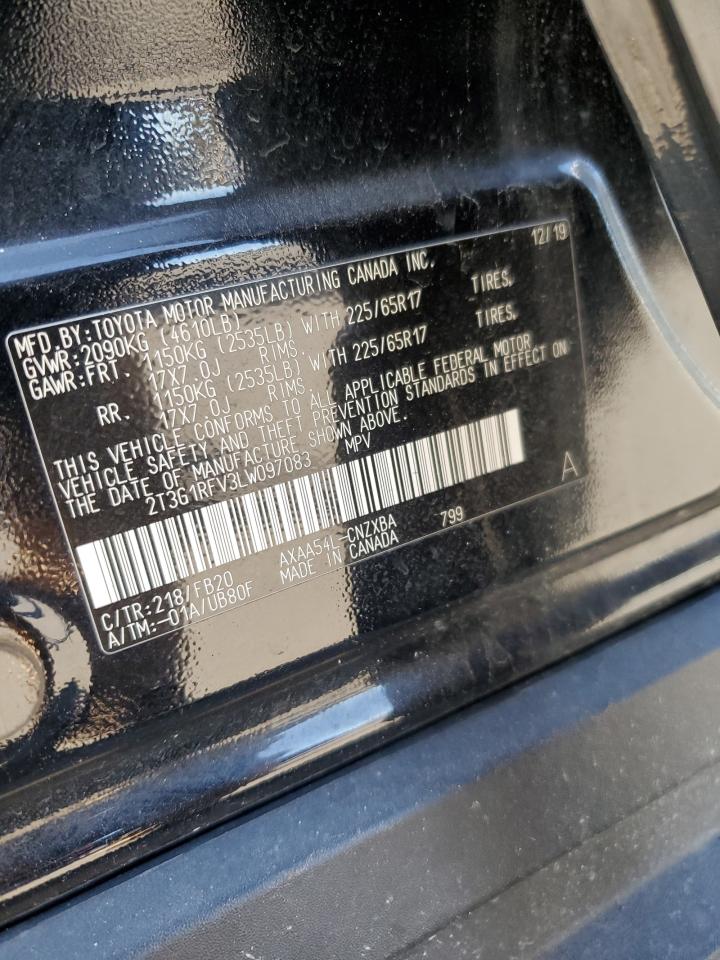 12/19
MFD.BY:TOYOTA MOTOR MANUFACTURING CANADA INC.
GVWR:2090KG (4610LB)
GAWR:FRT 1150KG (2535LB) WITH 225/65R17 TIRES,
17X7.0J RIMS.
RR. 1150KG (2535LB) WITH 225/65R17 TIRES,
17X7.0J RIMS.
THIS VEHICLE CONFORMS TO ALL APPLICABLE FEDERAL MOTOR
VEHICLE SAFETY AND THEFT PREVENTION STANDARDS IN EFFECT ON
THE DATE OF MANUFACTURE SHOWN ABOVE.
2T3G1RFV3LW097083 MPV
A
C/TR:218/FB20 AXAA54L-CNZXBA 799
A/TM:-01A/UB80F MADE IN CANADA